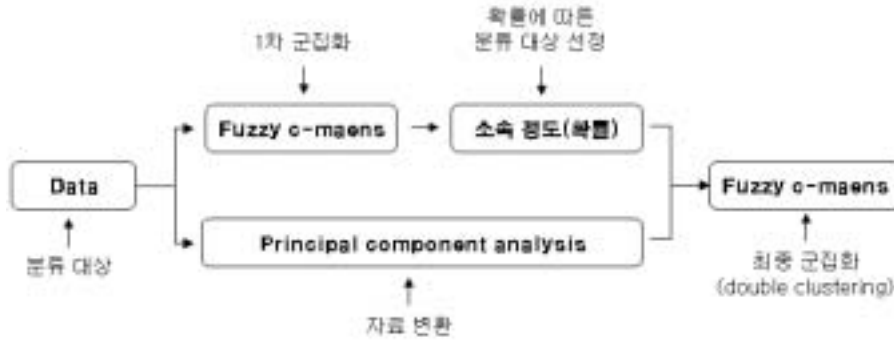 확률에 따른
1차 군집화
분류 대상 선정
Fuzzy c-maens
소속 정도(확률)
Data
Fuzzy c-maens
Principal component analysis
분류 대상
최종 군집화
(double clustering)
자료 변환